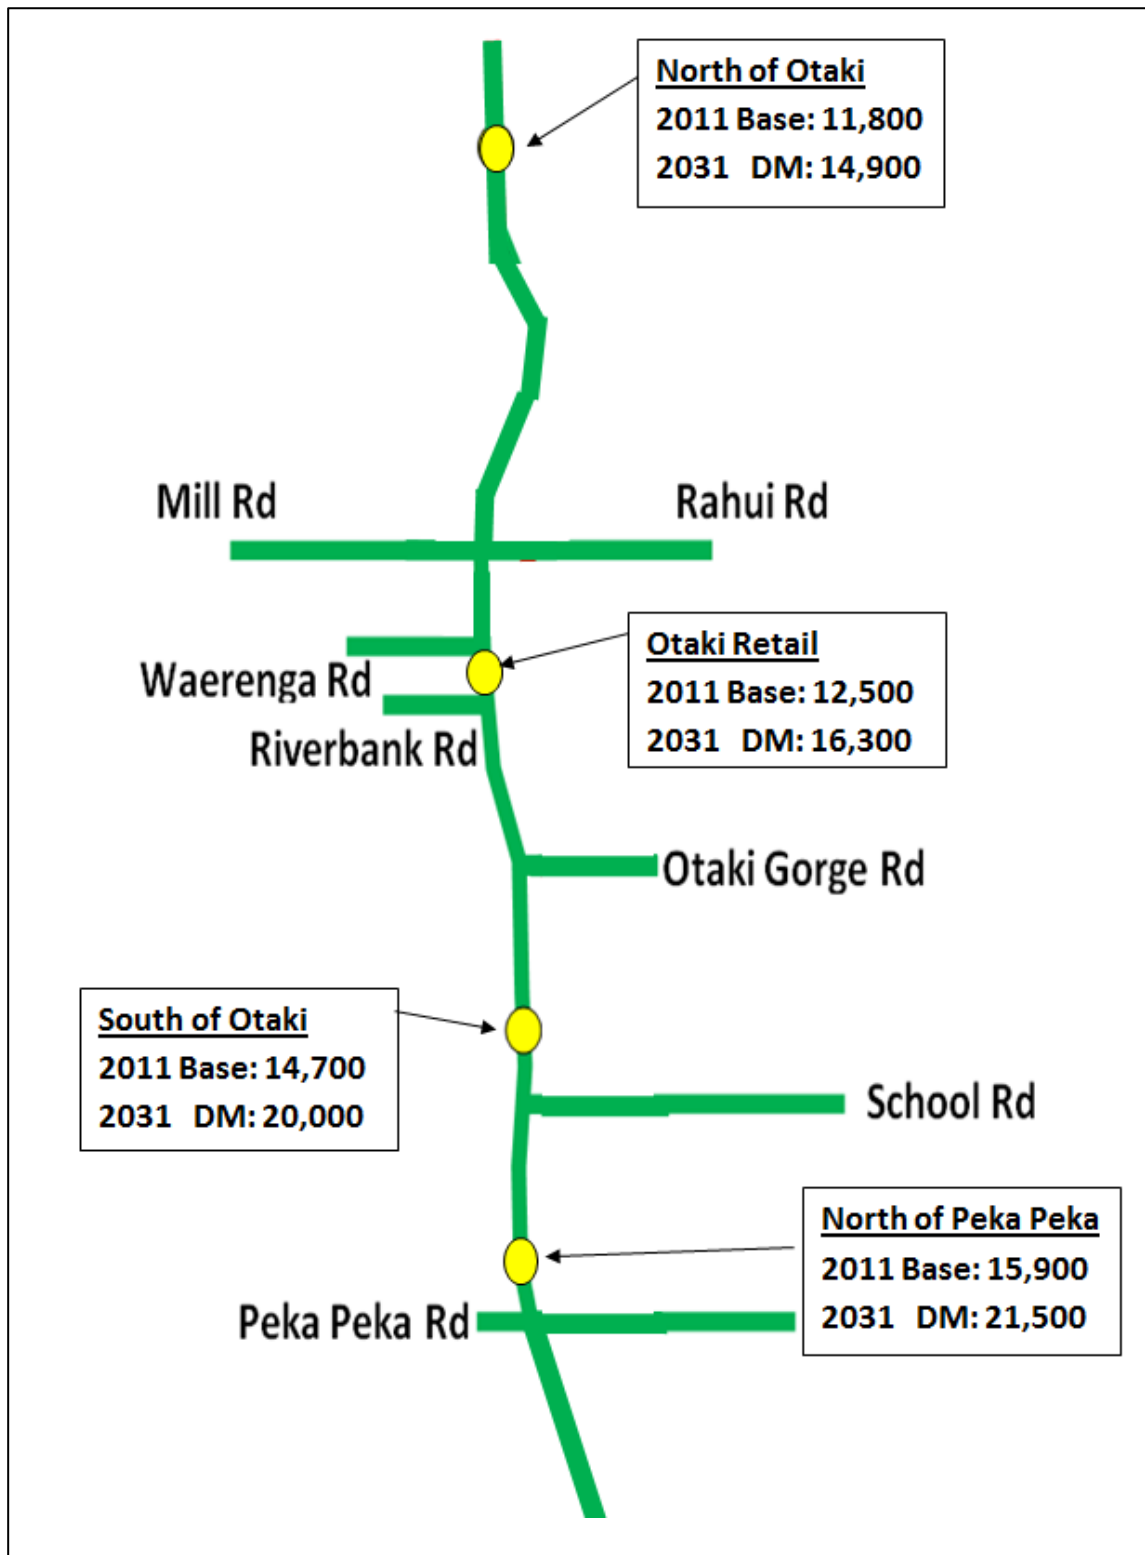 North of Otaki
2011 Base: 11,800
2031 DM: 14,900
Mill Rd
Rahui Rd
Otaki Retail
2011 Base: 12,500
2031 DM: 16,300
Waerenga Rd
Riverbank Rd
Otaki Gorge Rd
South of Otaki
2011 Base: 14,700
2031 DM: 20,000
School Rd
North of Peka Peka
2011 Base: 15,900
2031 DM: 21,500
Peka Peka Rd